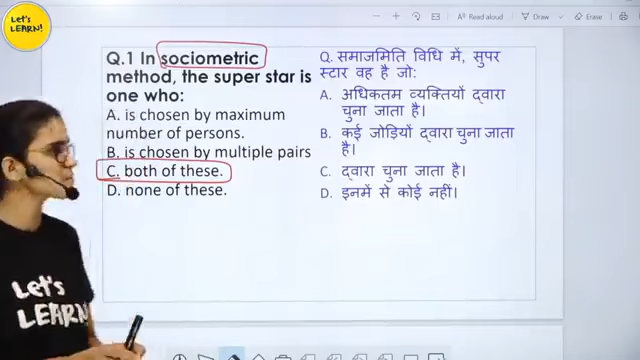 Let's
LEARN!
Read aloud
Draw
Erase
Q.1 In sociometric
method, the super star is
one who:
A. is chosen by maximum
number of persons.
B. is chosen by multiple pairs
C. both of these.
D. none of these.
Q. समाजमिति विधि में, सुपर
स्टार वह है जो:
A. अधिकतम व्यक्तियों द्वारा
चुना जाता है।
B. कई जोड़ियों द्वारा चुना जाता
है।
C. द्वारा चुना जाता है।
D. इनमें से कोई नहीं।
Let's
LEARN!